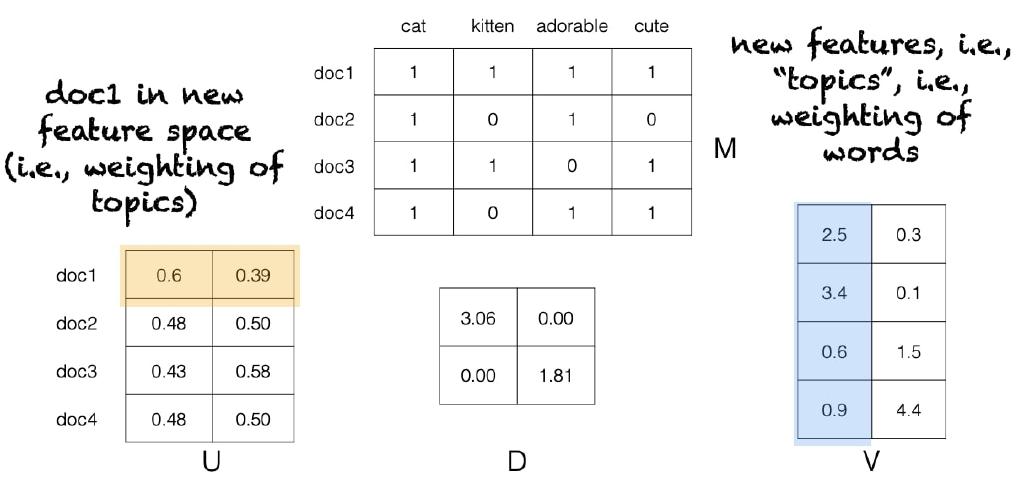 cat kitten adorable cute
doc1 1 1 1 1
doc2 1 0 1 0
doc3 1 1 0 1
doc4 1 0 1 1
M
new features, i.e.,
"topics", i.e.,
weighting of
words
doc1 in new
feature space
(i.e., weighting of
topics)
doc1 0.6 0.39
doc2 0.48 0.50
doc3 0.43 0.58
doc4 0.48 0.50
U
3.06 0.00
0.00 1.81
D
2.5 0.3
3.4 0.1
0.6 1.5
0.9 4.4
V